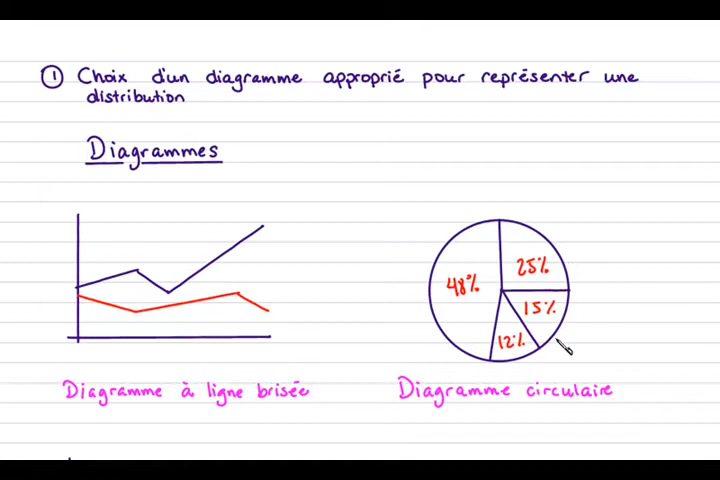 ① Choix d'un diagramme approprié pour représenter une
distribution
Diagrammes
48%
25%
15%
12%
Diagramme à ligne brisée
Diagramme circulaire